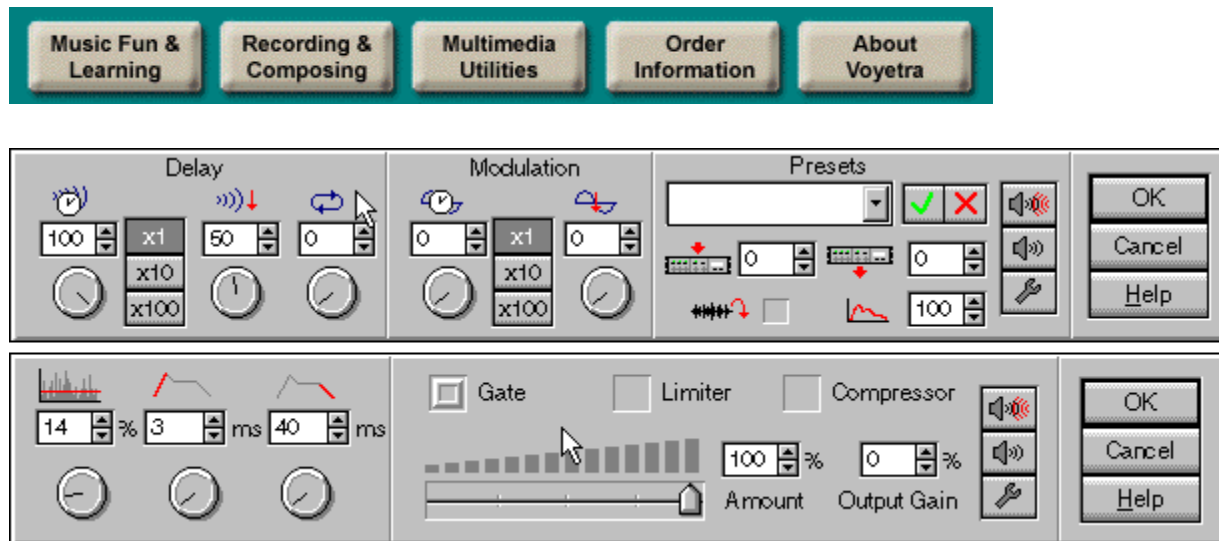 Music Fun & Learning
Recording & Composing
Multimedia Utilities
Order Information
About Voyetra
Delay
Modulation
Presets
100 x1 50 0
0 x1 0
x10
x100
x10
x100
0 0
100
OK
Cancel
Help
14 % 3 ms 40 ms
Gate Limiter Compressor
100 % 0 %
Amount Output Gain
OK
Cancel
Help